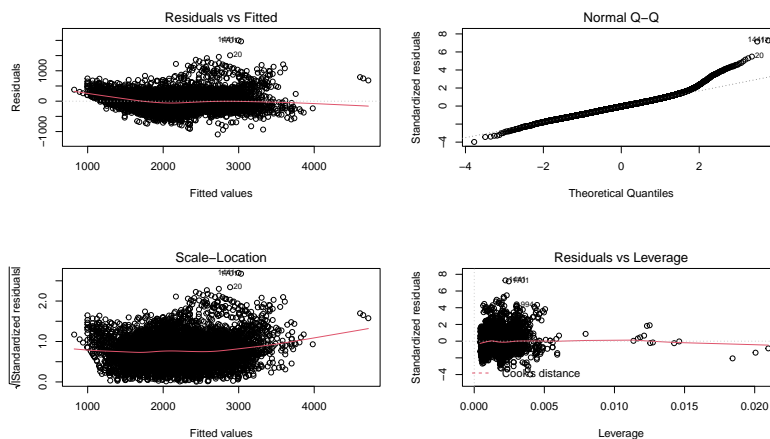 Residuals vs Fitted
Residuals
1000
0
−1000
20
1000
2000
3000
4000
Fitted values
Normal Q−Q
Standardized residuals
8
6
4
2
0
−4
20
−4
−2
0
2
Theoretical Quantiles
Scale−Location
√|Standardized residuals|
2.0
1.0
0.0
20
1000
2000
3000
4000
Fitted values
Residuals vs Leverage
Standardized residuals
8
4
0
−4
Cook's distance
0.000
0.005
0.010
0.015
0.020
Leverage